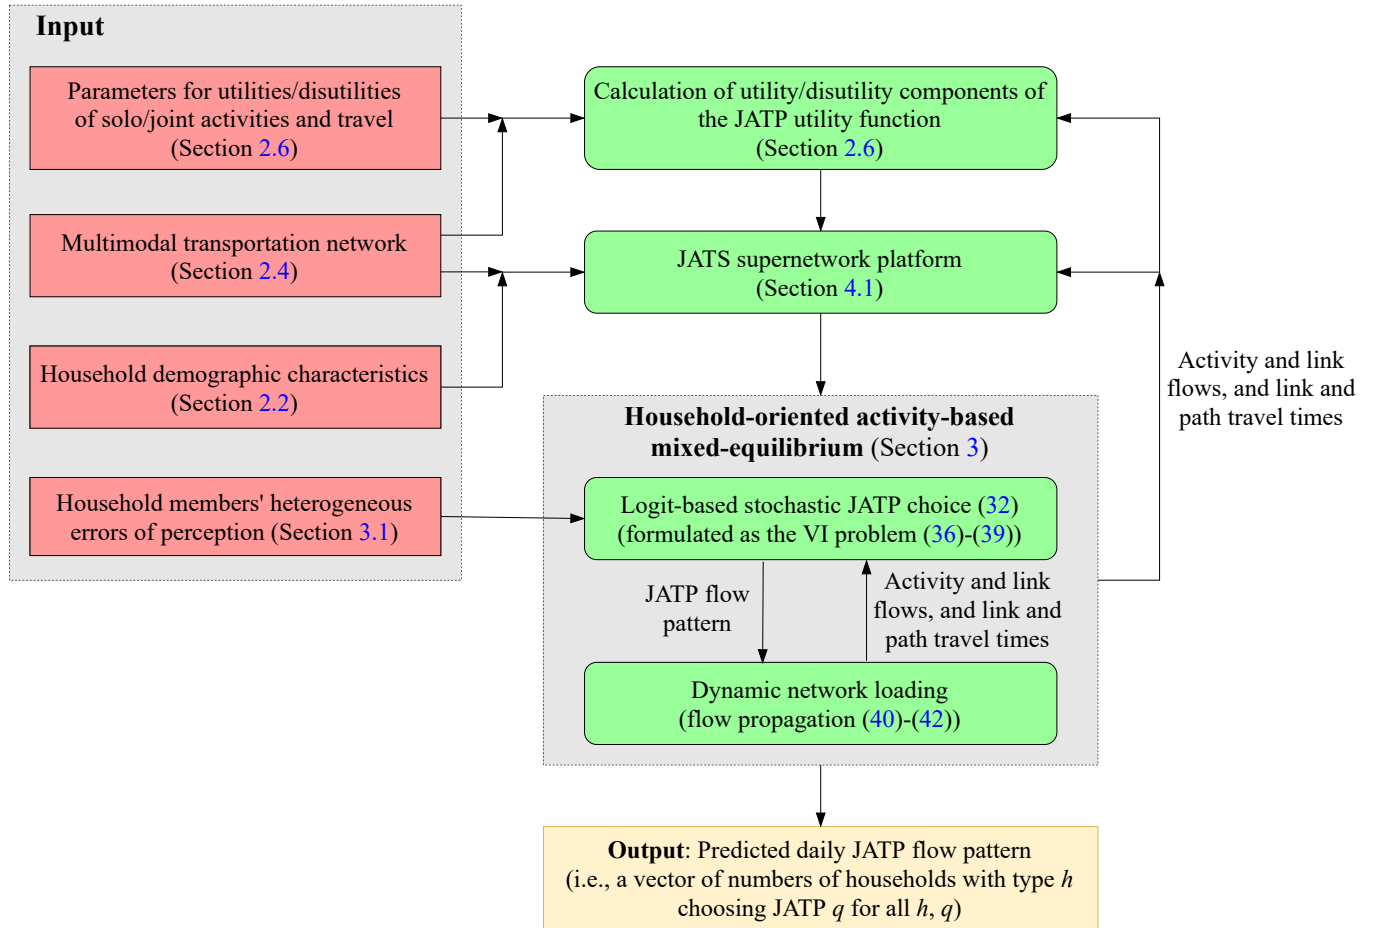 Input
Parameters for utilities/disutilities
of solo/joint activities and travel
(Section 2.6)
Calculation of utility/disutility components of
the JATP utility function
(Section 2.6)
Multimodal transportation network
(Section 2.4)
JATS supernetwork platform
(Section 4.1)
Household demographic characteristics
(Section 2.2)
Activity and link
flows, and link and
path travel times
Household-oriented activity-based
mixed-equilibrium (Section 3)
Household members' heterogeneous
errors of perception (Section 3.1)
Logit-based stochastic JATP choice (32)
(formulated as the VI problem (36)-(39))
JATP flow
pattern
Activity and link
flows, and link and
path travel times
Dynamic network loading
(flow propagation (40)-(42))
Output: Predicted daily JATP flow pattern
(i.e., a vector of numbers of households with type h
choosing JATP q for all h, q)